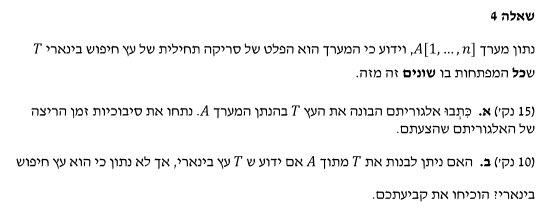 שאלה 4
נתון מערך A[1, … , n], וידוע כי המערך הוא הפלט של סריקה תחילית של עץ חיפוש בינארי T
שכל המפתחות בו שונים זה מזה.
(15 נק') א. כִּתְבוּ אלגוריתם הבונה את העץ T בהנתן המערך A. נתחו את סיבוכיות זמן הריצה
של האלגוריתם שהצעתם.
(10 נק') ב. האם ניתן לבנות את T מתוך A אם ידוע ש T עץ בינארי, אך לא נתון כי הוא עץ חיפוש
בינארי? הוכיחו את קביעתכם.